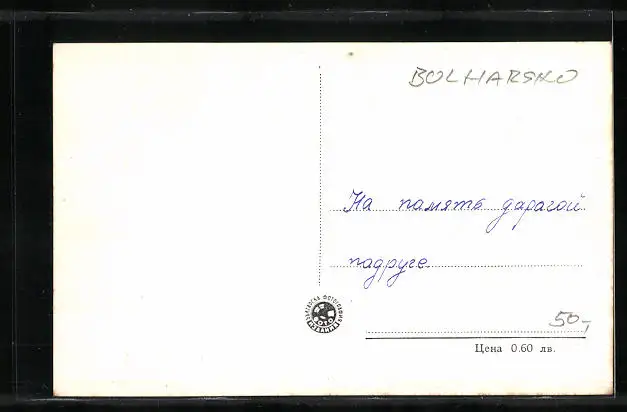 BOLHARSKO
На память дарагой
падруге
50,-
Цена 0.60 лв.